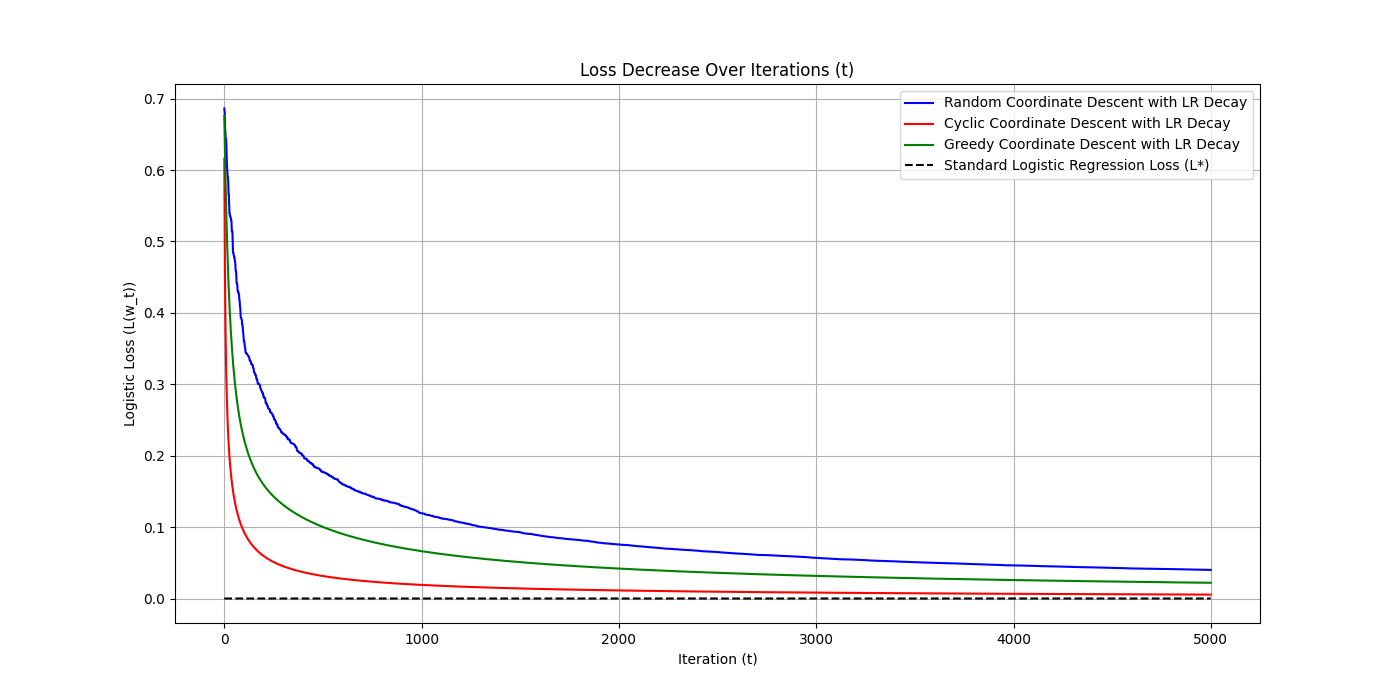 Loss Decrease Over Iterations (t)
Random Coordinate Descent with LR Decay
Cyclic Coordinate Descent with LR Decay
Greedy Coordinate Descent with LR Decay
Standard Logistic Regression Loss (L*)
Logistic Loss (L(w_t))
0.7
0.6
0.5
0.4
0.3
0.2
0.1
0.0
0 1000 2000 3000 4000 5000
Iteration (t)